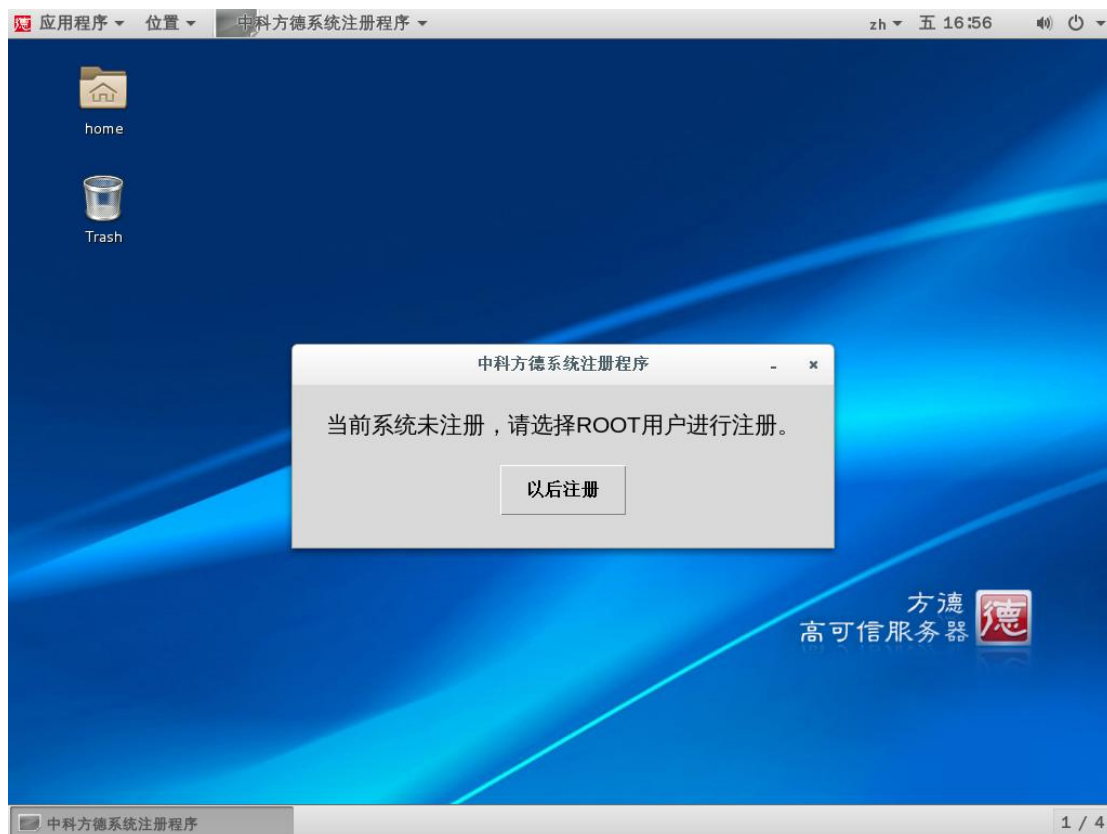 德 应用程序 位置 中科方德系统注册程序 zh 五 16:56
home
Trash
中科方德系统注册程序
当前系统未注册，请选择ROOT用户进行注册。
以后注册
方德
高可信服务器 德
中科方德系统注册程序 1 / 4